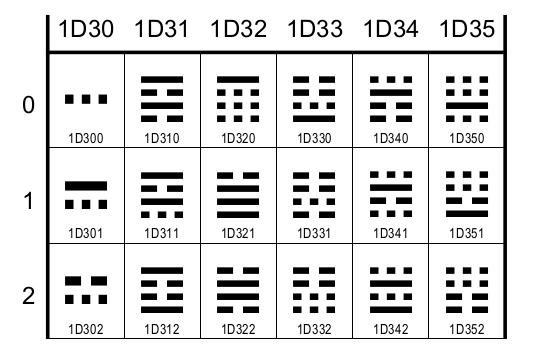 1D30 1D31 1D32 1D33 1D34 1D35
0 𝌀 𝌐 𝌠 𝌰 𝍀 𝍐
1D300 1D310 1D320 1D330 1D340 1D350
1 𝌁 𝌑 𝌡 𝌱 𝍁 𝍑
1D301 1D311 1D321 1D331 1D341 1D351
2 𝌂 𝌒 𝌢 𝌲 𝍂 𝍒
1D302 1D312 1D322 1D332 1D342 1D352